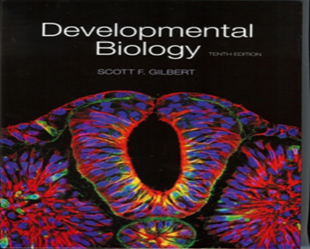 Developmental
Biology TENTH EDITION
SCOTT F. GILBERT